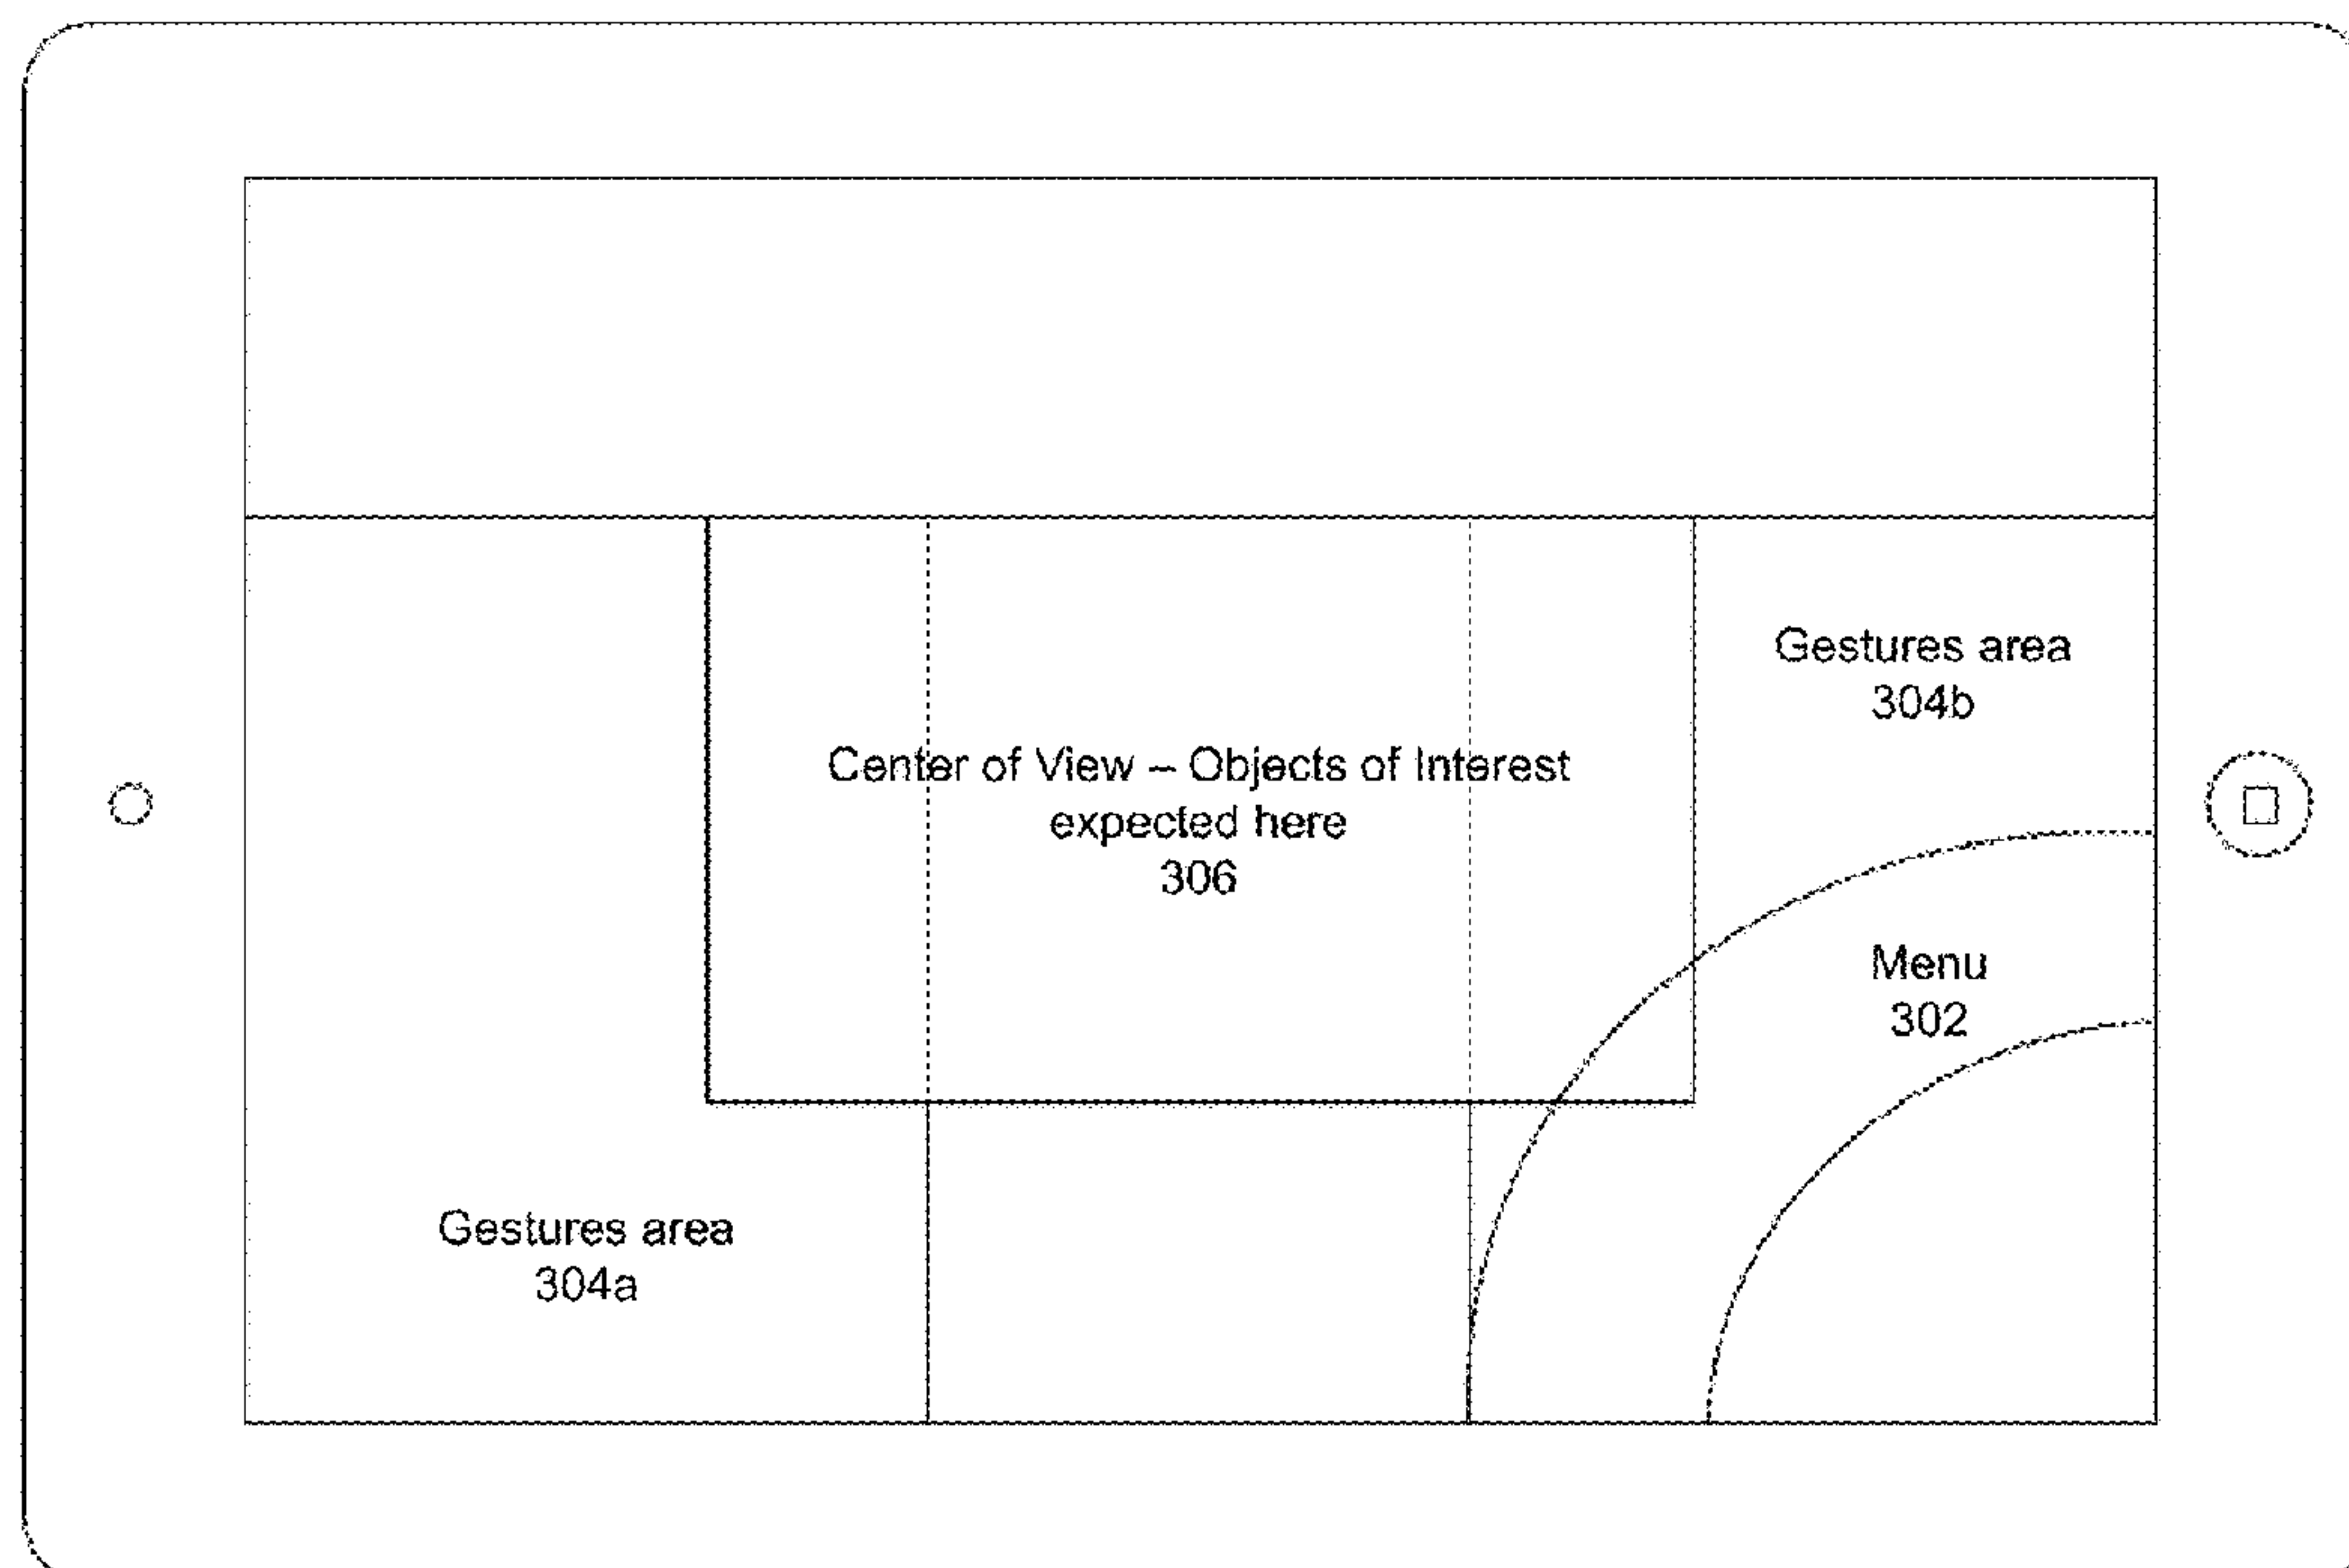 Gestures area
304b
Center of View – Objects of Interest
expected here
306
Menu
302
Gestures area
304a